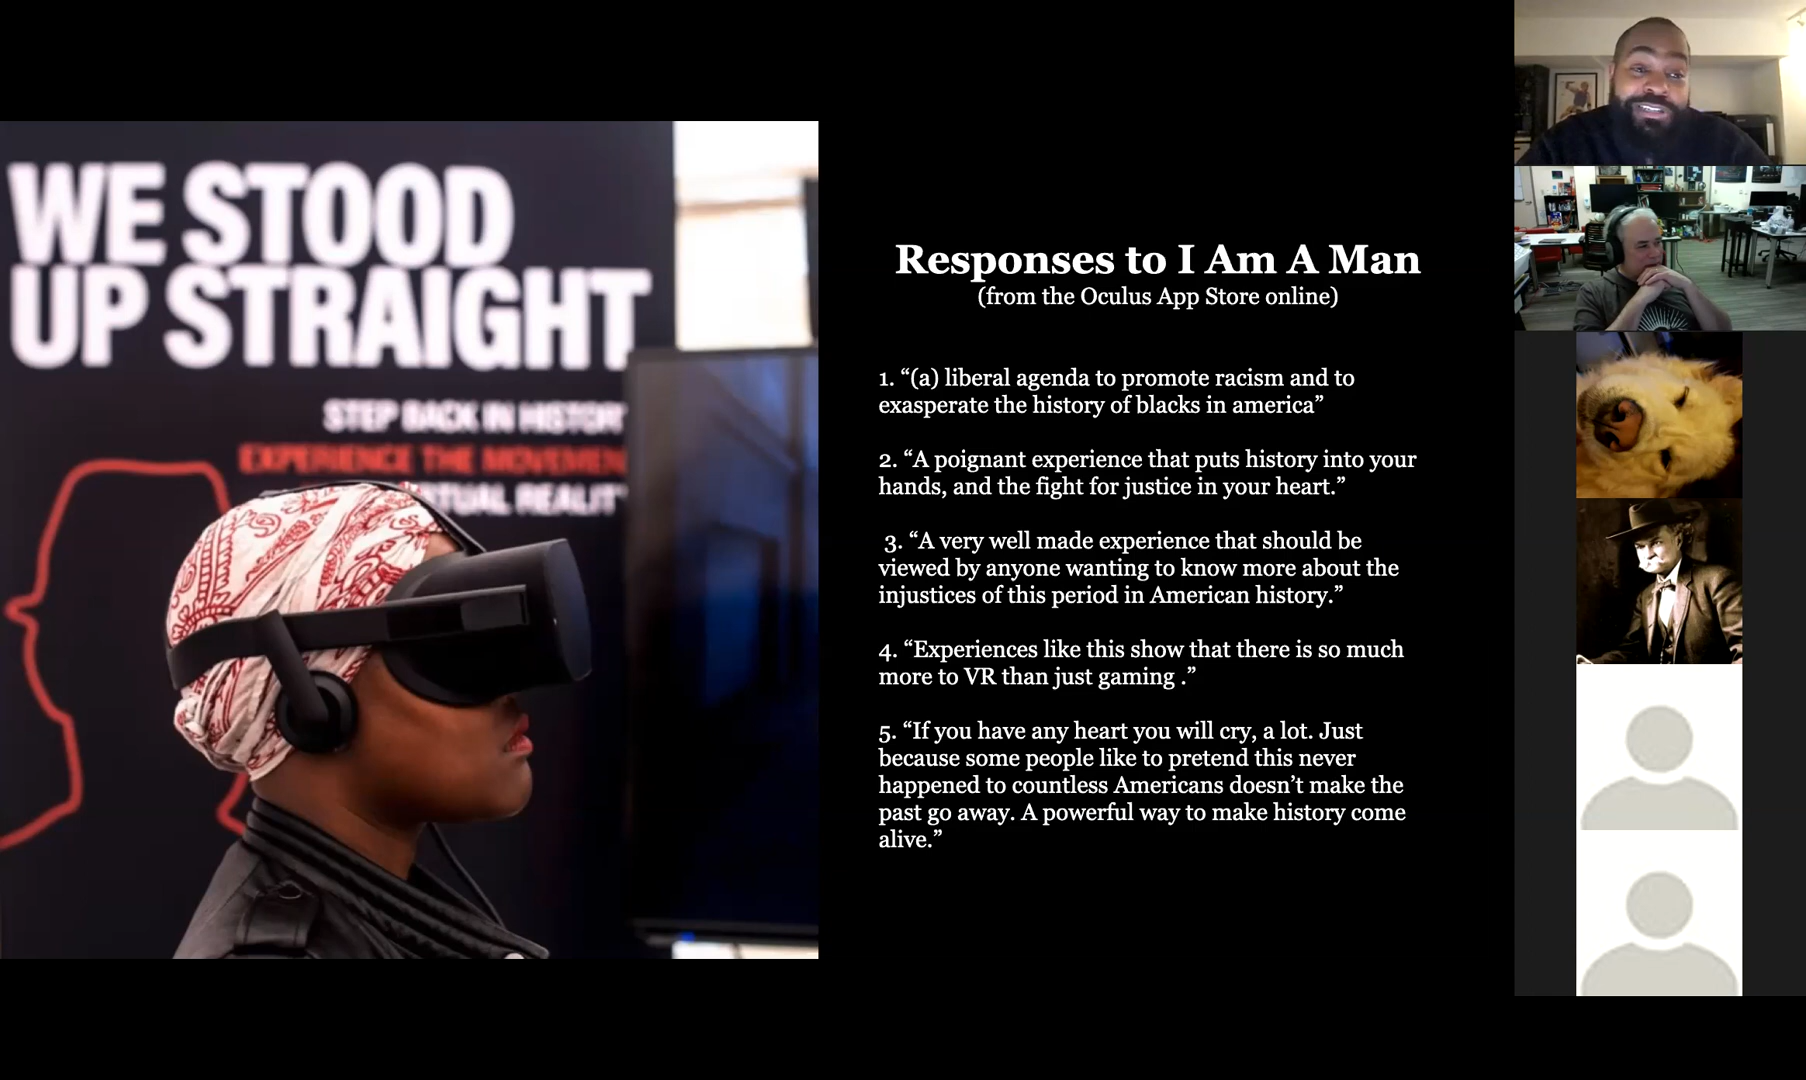 WE STOOD
UP STRAIGHT
STEP BACK IN HISTORY
EXPERIENCE THE MOVEMEN
REALIT
Responses to I Am A Man
(from the Oculus App Store online)
1. “(a) liberal agenda to promote racism and to
exasperate the history of blacks in america”
2. “A poignant experience that puts history into your
hands, and the fight for justice in your heart.”
3. “A very well made experience that should be
viewed by anyone wanting to know more about the
injustices of this period in American history.”
4. “Experiences like this show that there is so much
more to VR than just gaming .”
5. “If you have any heart you will cry, a lot. Just
because some people like to pretend this never
happened to countless Americans doesn’t make the
past go away. A powerful way to make history come
alive.”